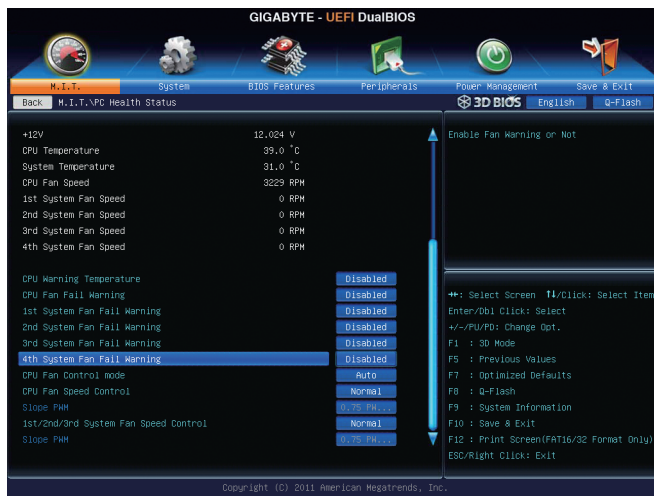 GIGABYTE - UEFI DualBIOS
M.I.T. System BIOS Features Peripherals Power Management Save & Exit
Back M.I.T.\PC Health Status 3D BIOS English Q-Flash
+12V 12.024 V
CPU Temperature 39.0 °C
System Temperature 31.0 °C
CPU Fan Speed 3229 RPM
1st System Fan Speed 0 RPM
2nd System Fan Speed 0 RPM
3rd System Fan Speed 0 RPM
4th System Fan Speed 0 RPM
CPU Warning Temperature Disabled
CPU Fan Fail Warning Disabled
1st System Fan Fail Warning Disabled
2nd System Fan Fail Warning Disabled
3rd System Fan Fail Warning Disabled
4th System Fan Fail Warning Disabled
CPU Fan Control mode Auto
CPU Fan Speed Control Normal
Slope PWM 0.75 PW...
1st/2nd/3rd System Fan Speed Control Normal
Slope PWM 0.75 PW...
Enable Fan Warning or Not
→←: Select Screen ↑↓/Click: Select Item
Enter/Dbl Click: Select
+/-/PU/PD: Change Opt.
F1 : 3D Mode
F5 : Previous Values
F7 : Optimized Defaults
F8 : Q-Flash
F9 : System Information
F10 : Save & Exit
F12 : Print Screen(FAT16/32 Format Only)
ESC/Right Click: Exit
Copyright (C) 2011 American Megatrends, Inc.